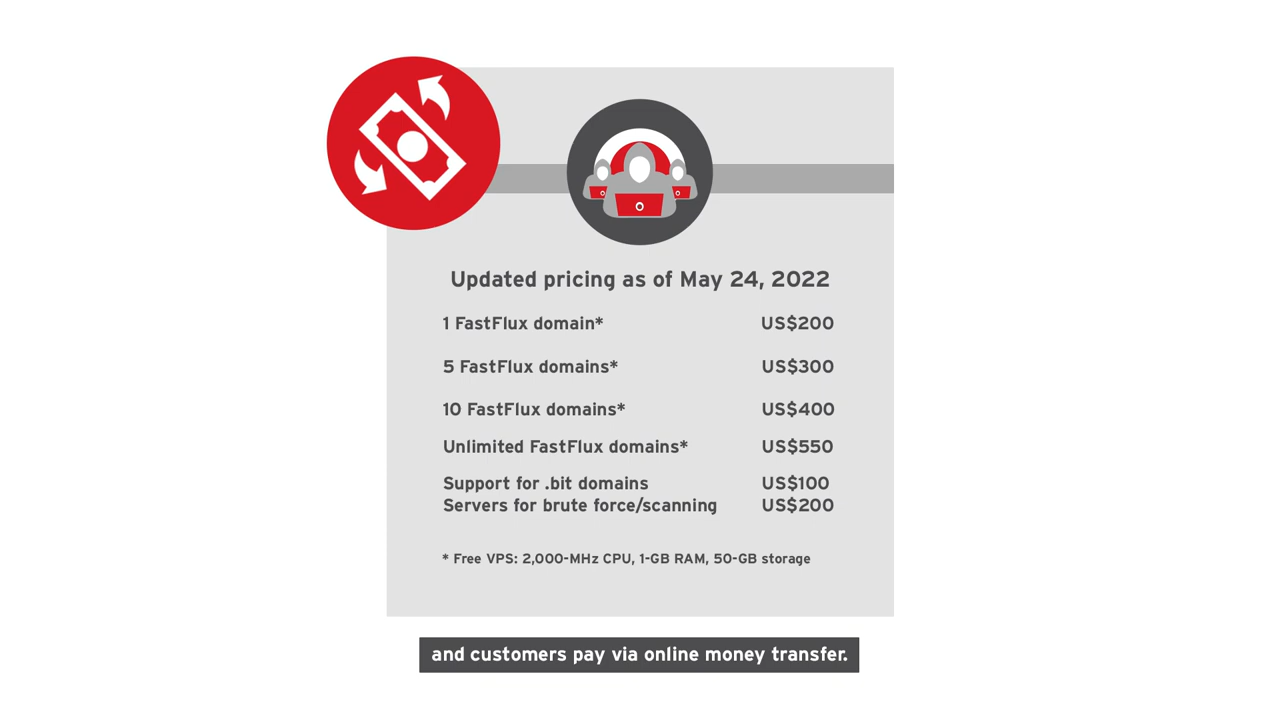 Updated pricing as of May 24, 2022
1 FastFlux domain* US$200
5 FastFlux domains* US$300
10 FastFlux domains* US$400
Unlimited FastFlux domains* US$550
Support for .bit domains US$100
Servers for brute force/scanning US$200
* Free VPS: 2,000-MHz CPU, 1-GB RAM, 50-GB storage
and customers pay via online money transfer.